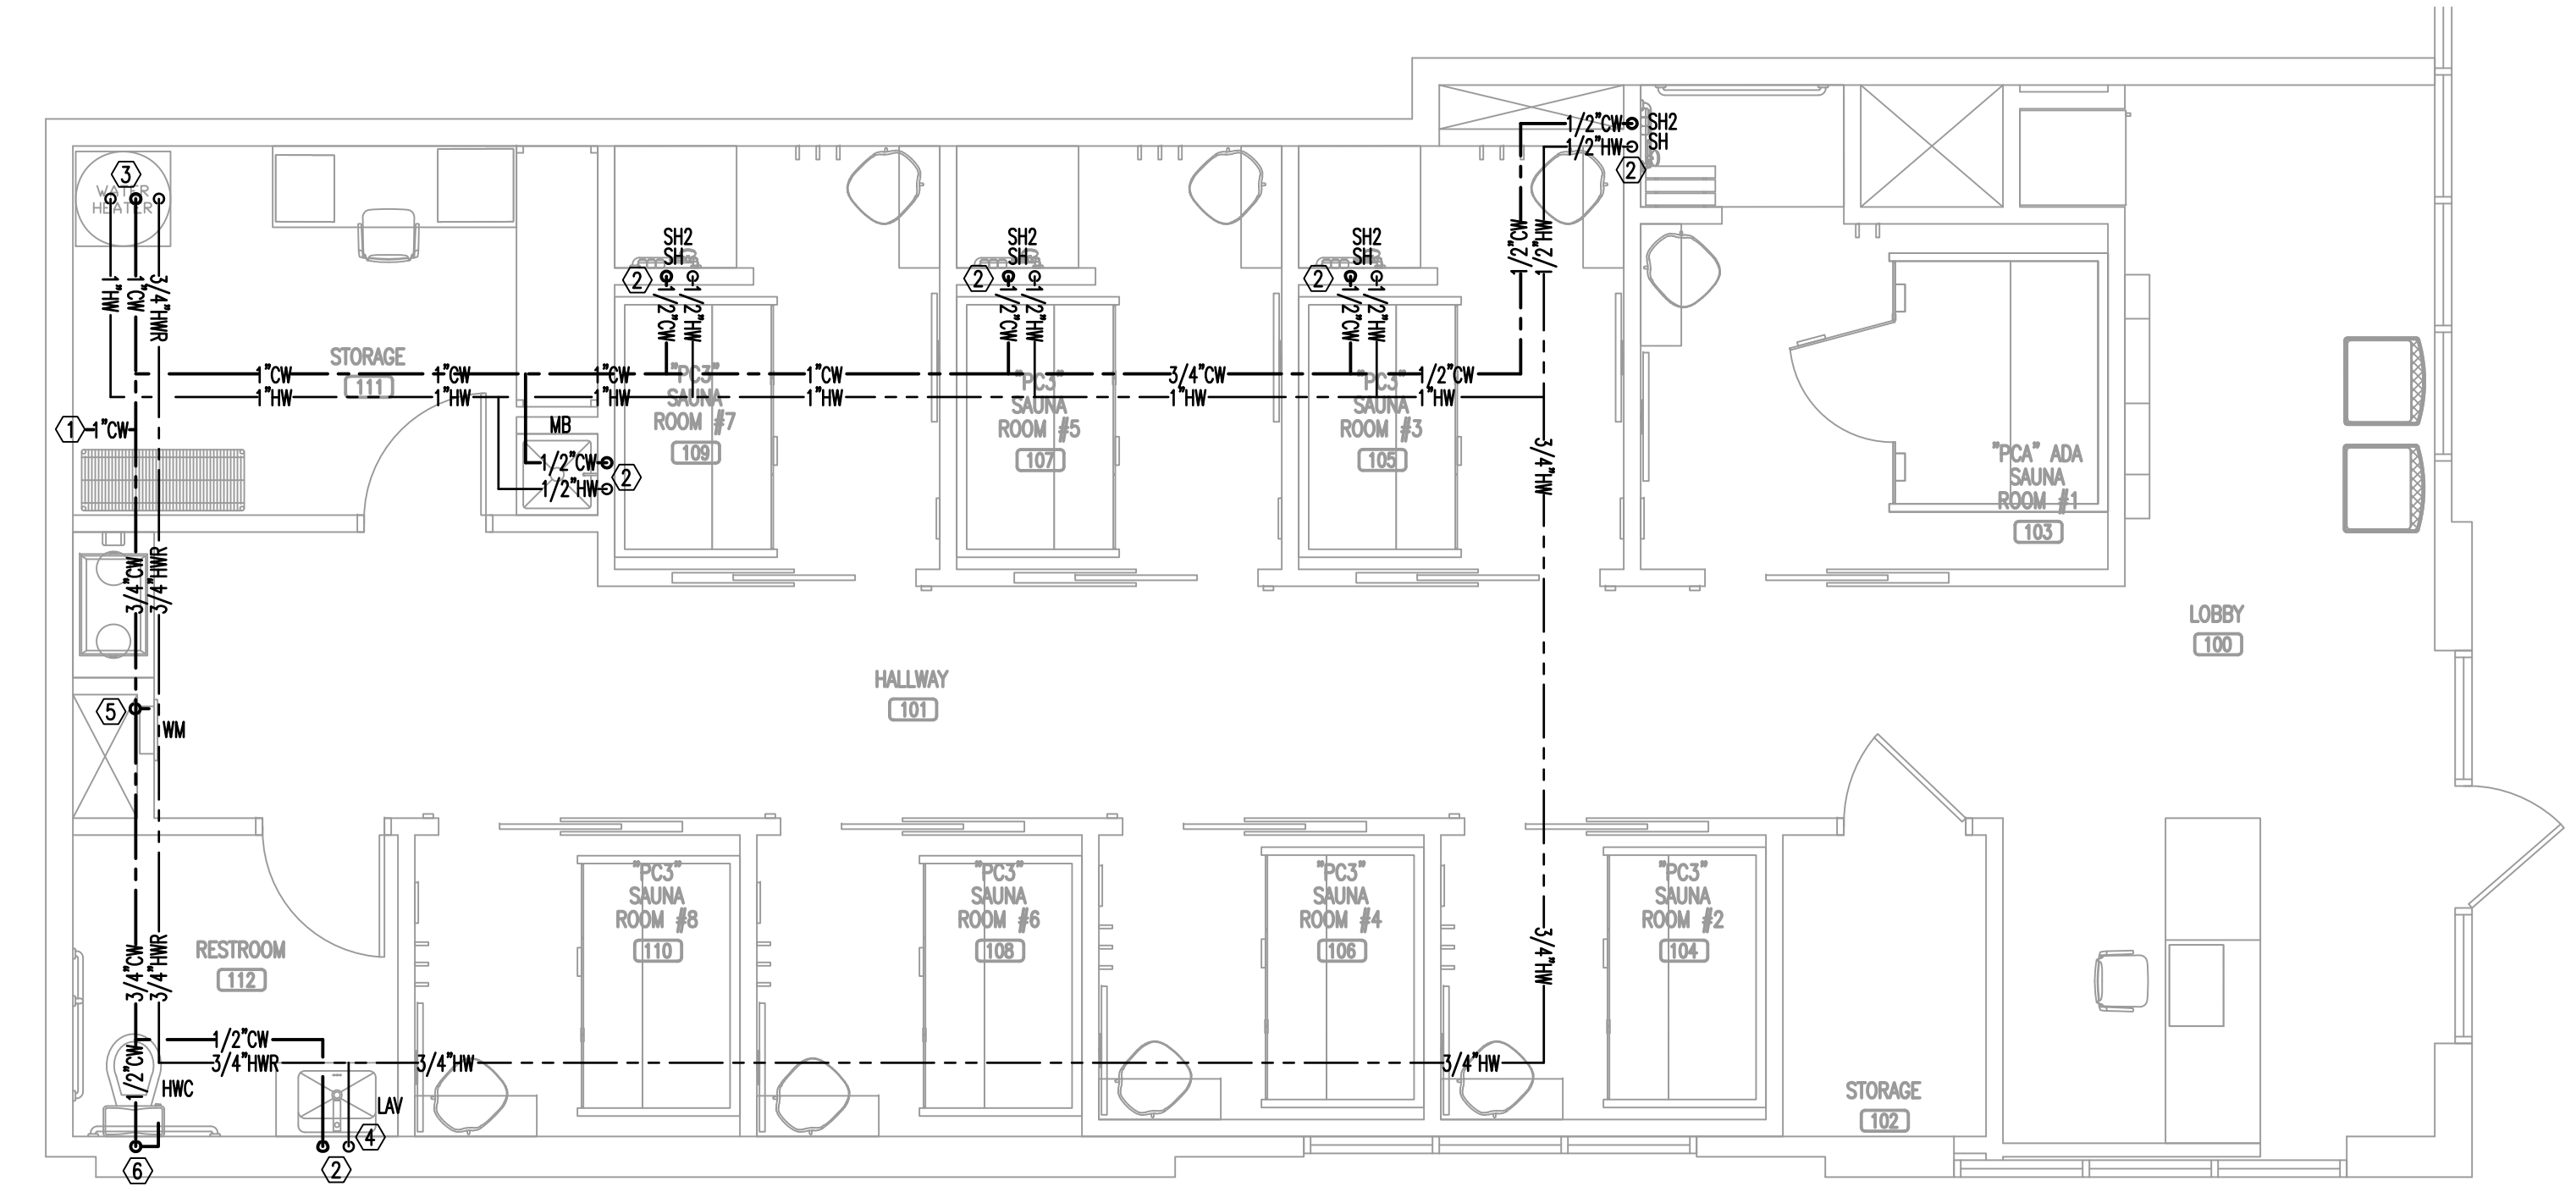 1/2"CW
SH2
1/2"HW
SH
2
3
WATER
HEATER
1"HW
1"CW
3/4"HWR
SH2
SH
2
1/2"CW
1/2"HW
SH2
SH
2
1/2"CW
1/2"HW
SH2
SH
2
1/2"CW
1/2"HW
1/2"CW
1/2"HW
STORAGE
111
1"CW
1"CW
1"CW
1"CW
3/4"CW
1/2"CW
1"HW
1"HW
1"HW
1"HW
1"HW
1"HW
"PC3"
SAUNA
ROOM #7
109
"PC3"
SAUNA
ROOM #5
107
"PC3"
SAUNA
ROOM #3
105
"PCA" ADA
SAUNA
ROOM #1
103
1
1"CW
MB
1/2"CW
1/2"HW
2
3/4"HW
3/4"CW
3/4"HWR
LOBBY
100
HALLWAY
101
5
WM
"PC3"
SAUNA
ROOM #8
110
"PC3"
SAUNA
ROOM #6
108
"PC3"
SAUNA
ROOM #4
106
"PC3"
SAUNA
ROOM #2
104
RESTROOM
112
3/4"CW
3/4"HWR
3/4"HW
1/2"CW
3/4"HWR
3/4"HW
3/4"HW
1/2"CW
HWC
LAV
4
6
2
STORAGE
102